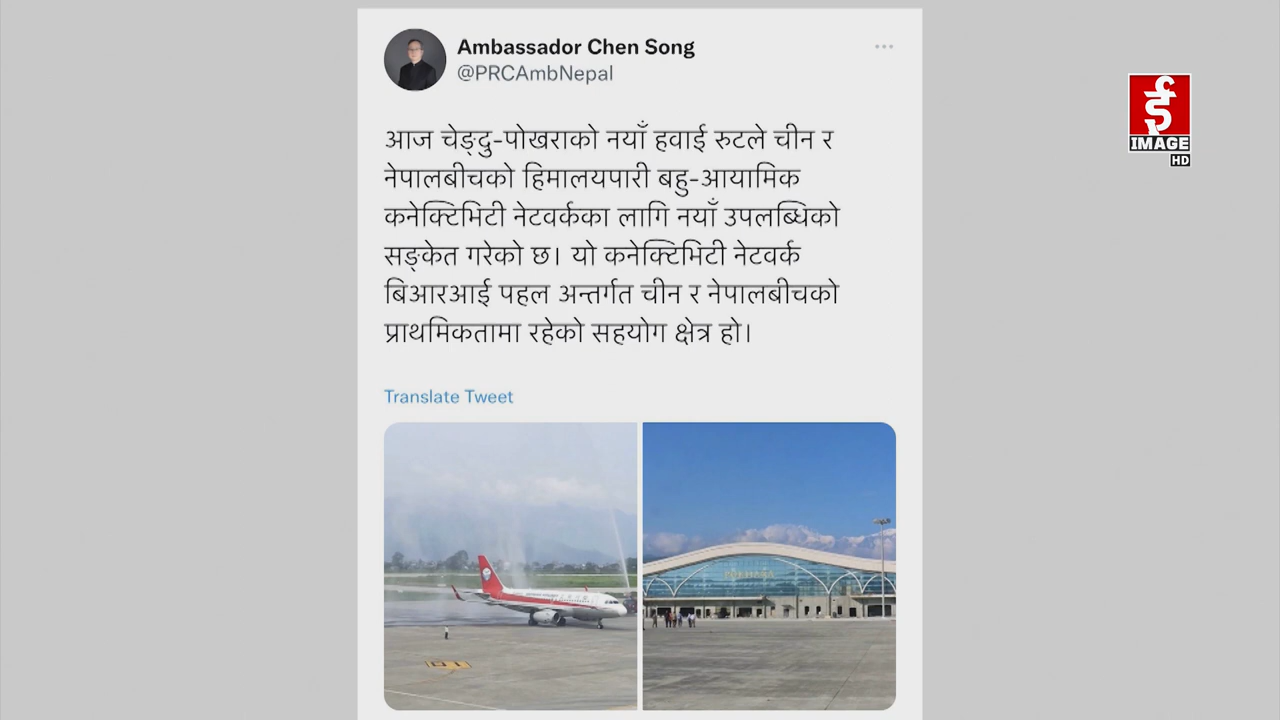 Ambassador Chen Song
@PRCAmbNepal
आज चेङ्दु-पोखराको नयाँ हवाई रुटले चीन र
नेपालबीचको हिमालयपारी बहु-आयामिक
कनेक्टिभिटी नेटवर्कका लागि नयाँ उपलब्धिको
सङ्केत गरेको छ। यो कनेक्टिभिटी नेटवर्क
बिआरआई पहल अन्तर्गत चीन र नेपालबीचको
प्राथमिकतामा रहेको सहयोग क्षेत्र हो।
Translate Tweet
POKHARA
ई
IMAGE
HD